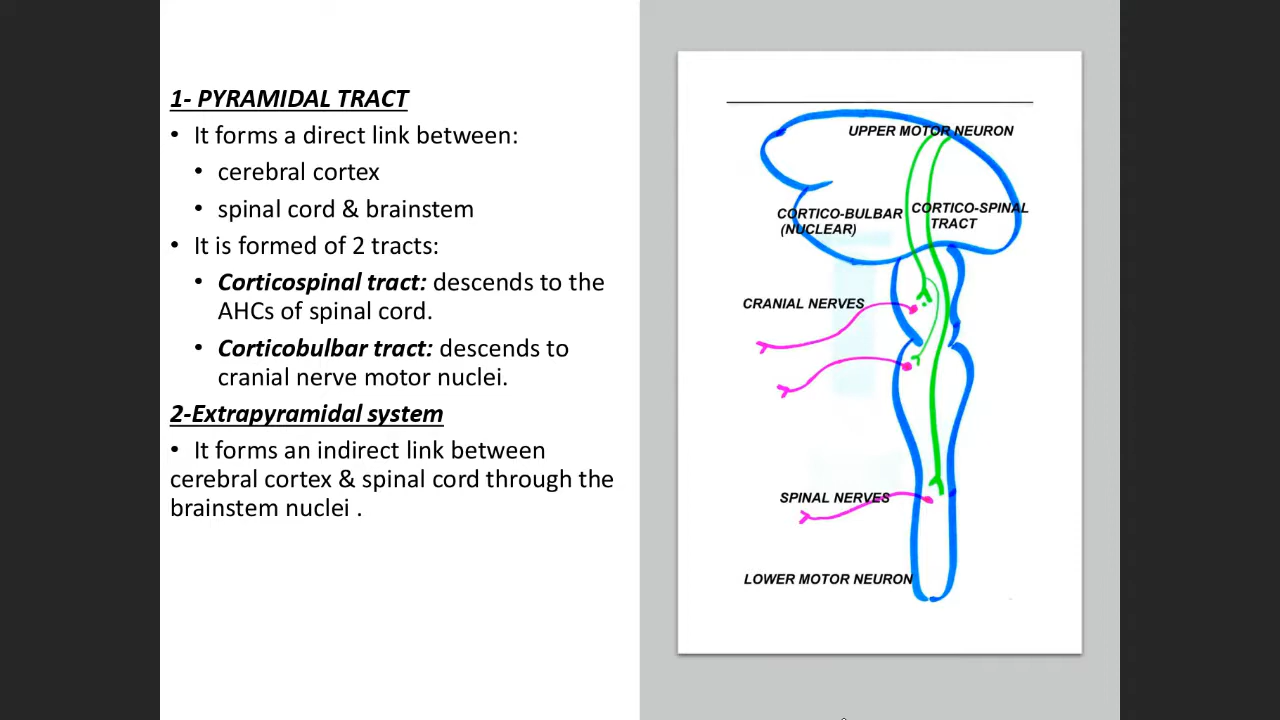 1- PYRAMIDAL TRACT
• It forms a direct link between:
• cerebral cortex
• spinal cord & brainstem
• It is formed of 2 tracts:
• Corticospinal tract: descends to the
AHCs of spinal cord.
• Corticobulbar tract: descends to
cranial nerve motor nuclei.
2-Extrapyramidal system
• It forms an indirect link between
cerebral cortex & spinal cord through the
brainstem nuclei .
UPPER MOTOR NEURON
CORTICO-BULBAR
(NUCLEAR)
CORTICO-SPINAL
TRACT
CRANIAL NERVES
SPINAL NERVES
LOWER MOTOR NEURON